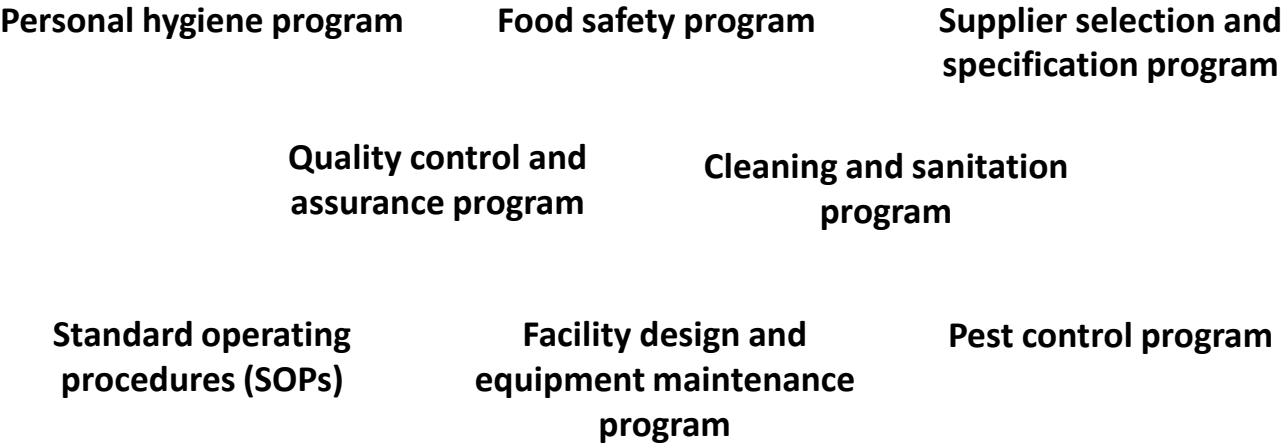 Personal hygiene program
Food safety program
Supplier selection and
specification program
Quality control and
assurance program
Cleaning and sanitation
program
Standard operating
procedures (SOPs)
Facility design and
equipment maintenance
program
Pest control program